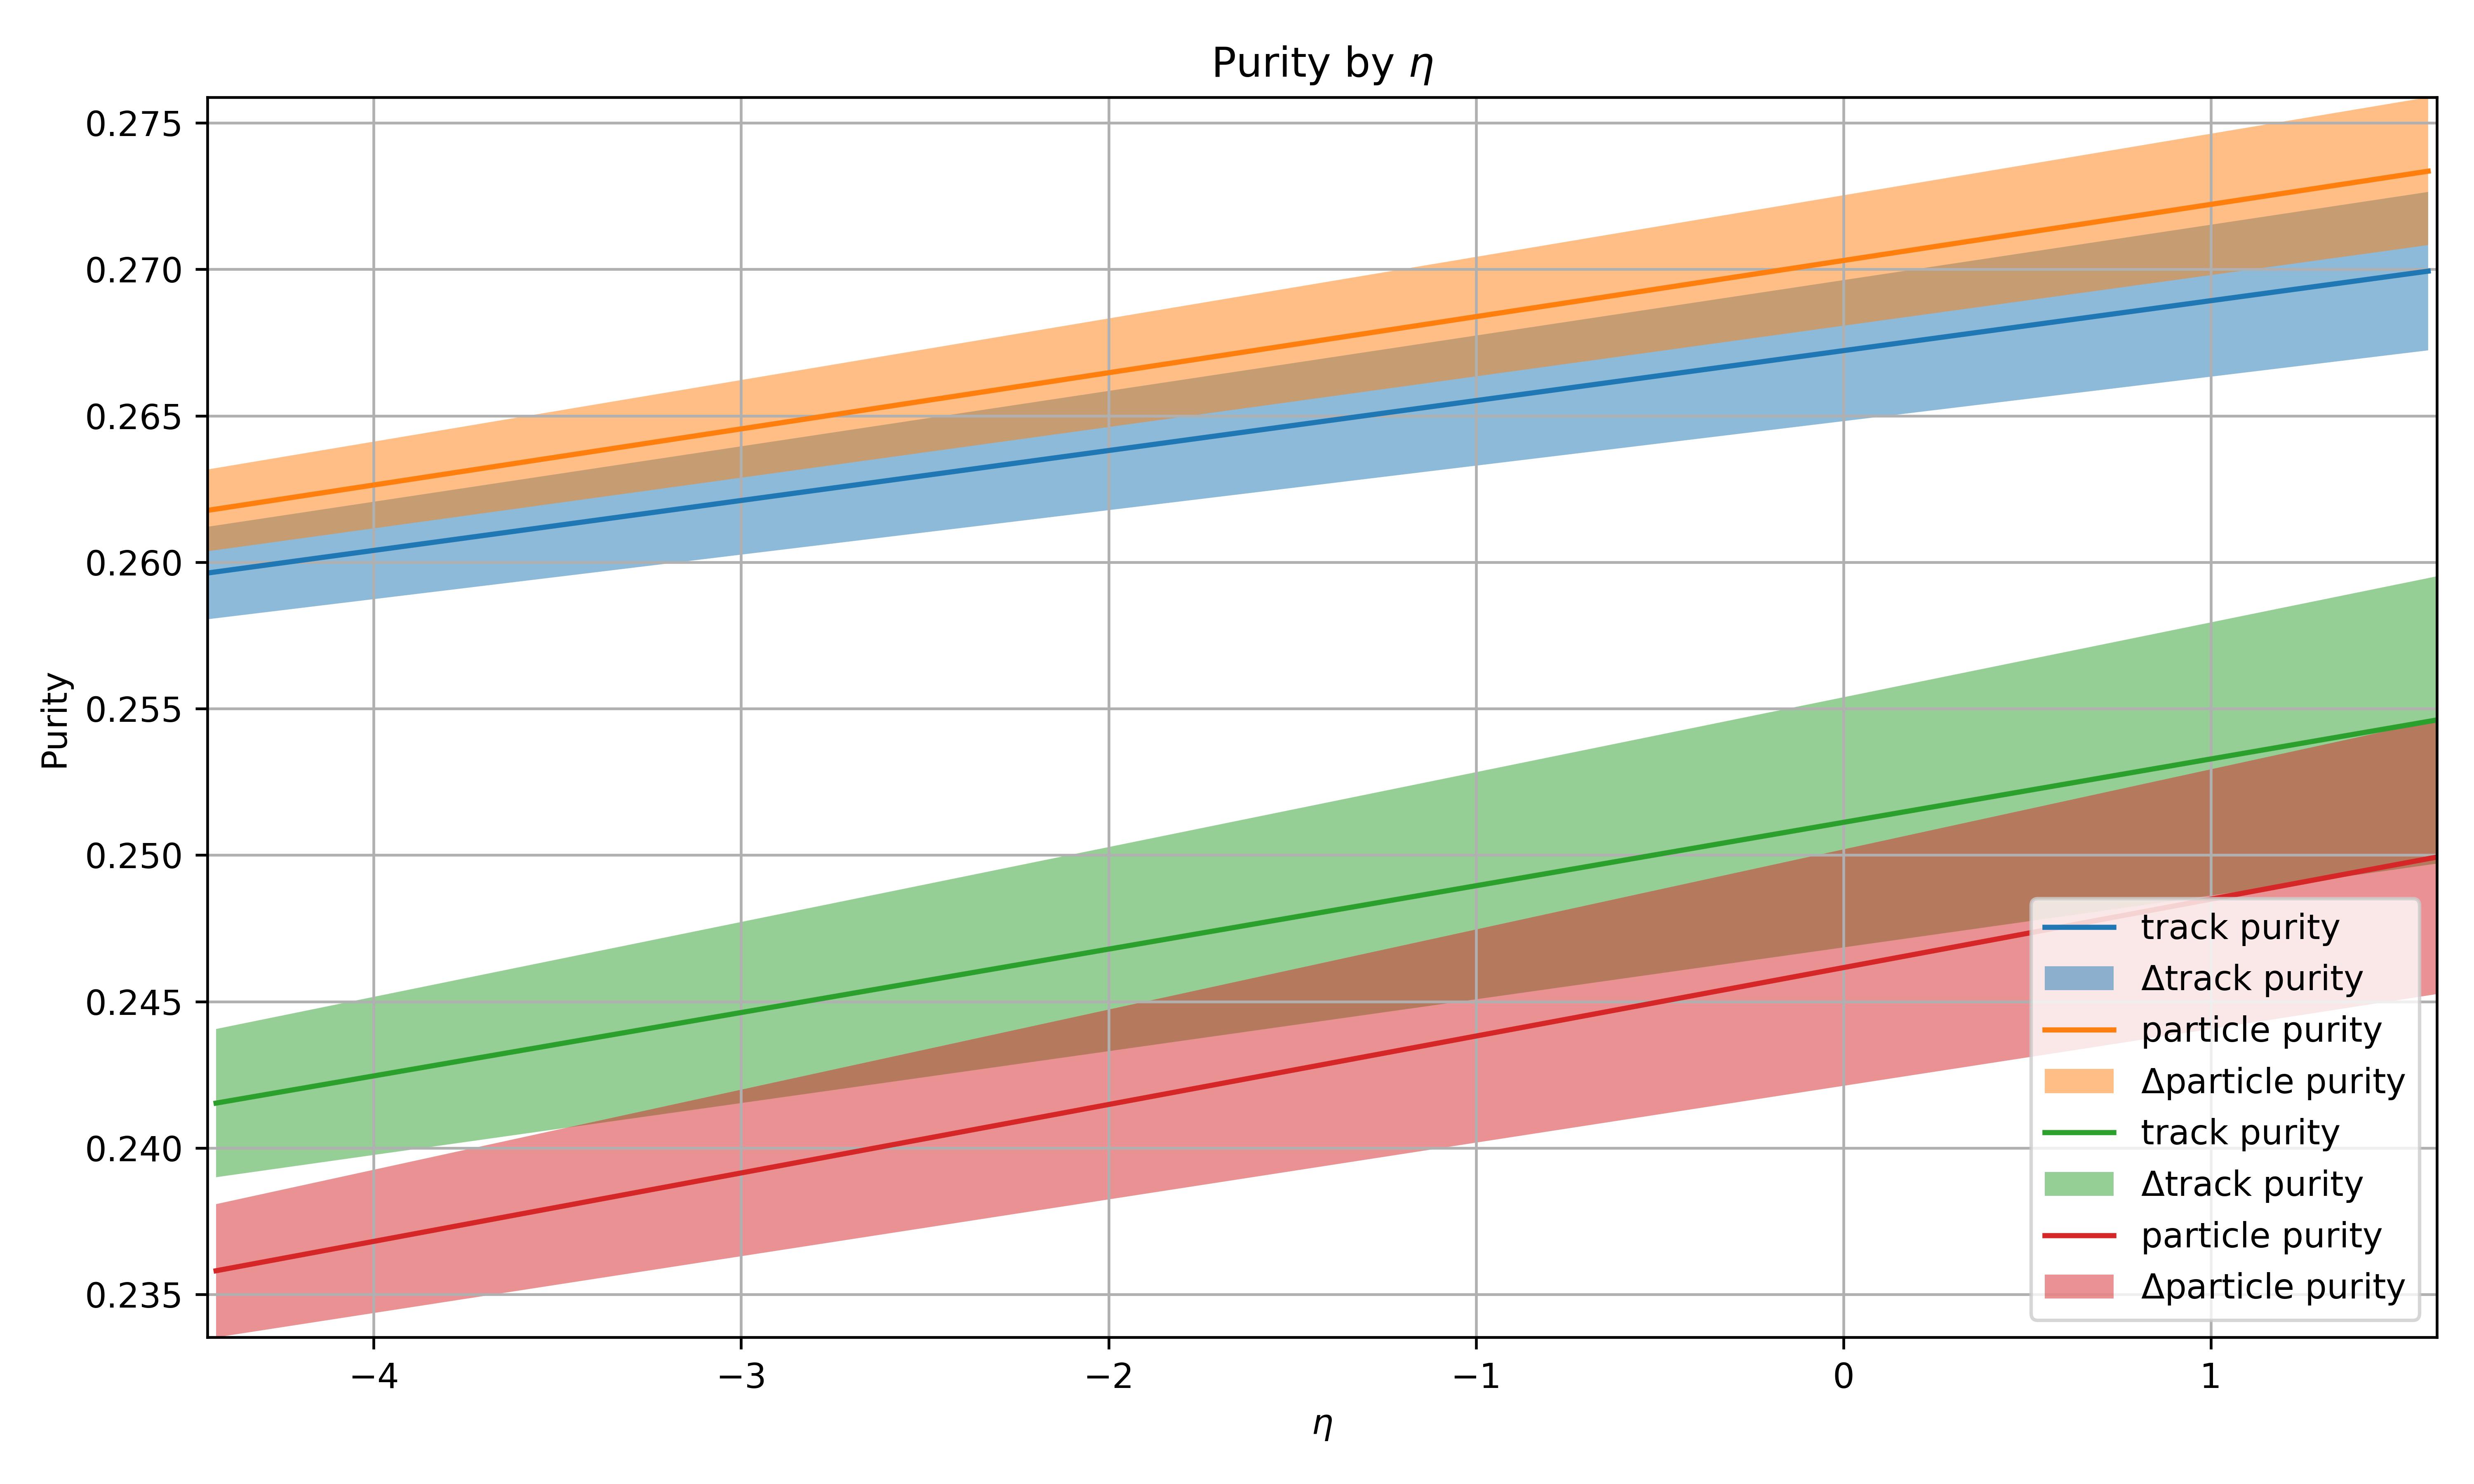 Purity by η
0.275
0.270
0.265
0.260
0.255
0.250
0.245
0.240
0.235
Purity
track purity
Δtrack purity
particle purity
Δparticle purity
track purity
Δtrack purity
particle purity
Δparticle purity
−4 −3 −2 −1 0 1
η